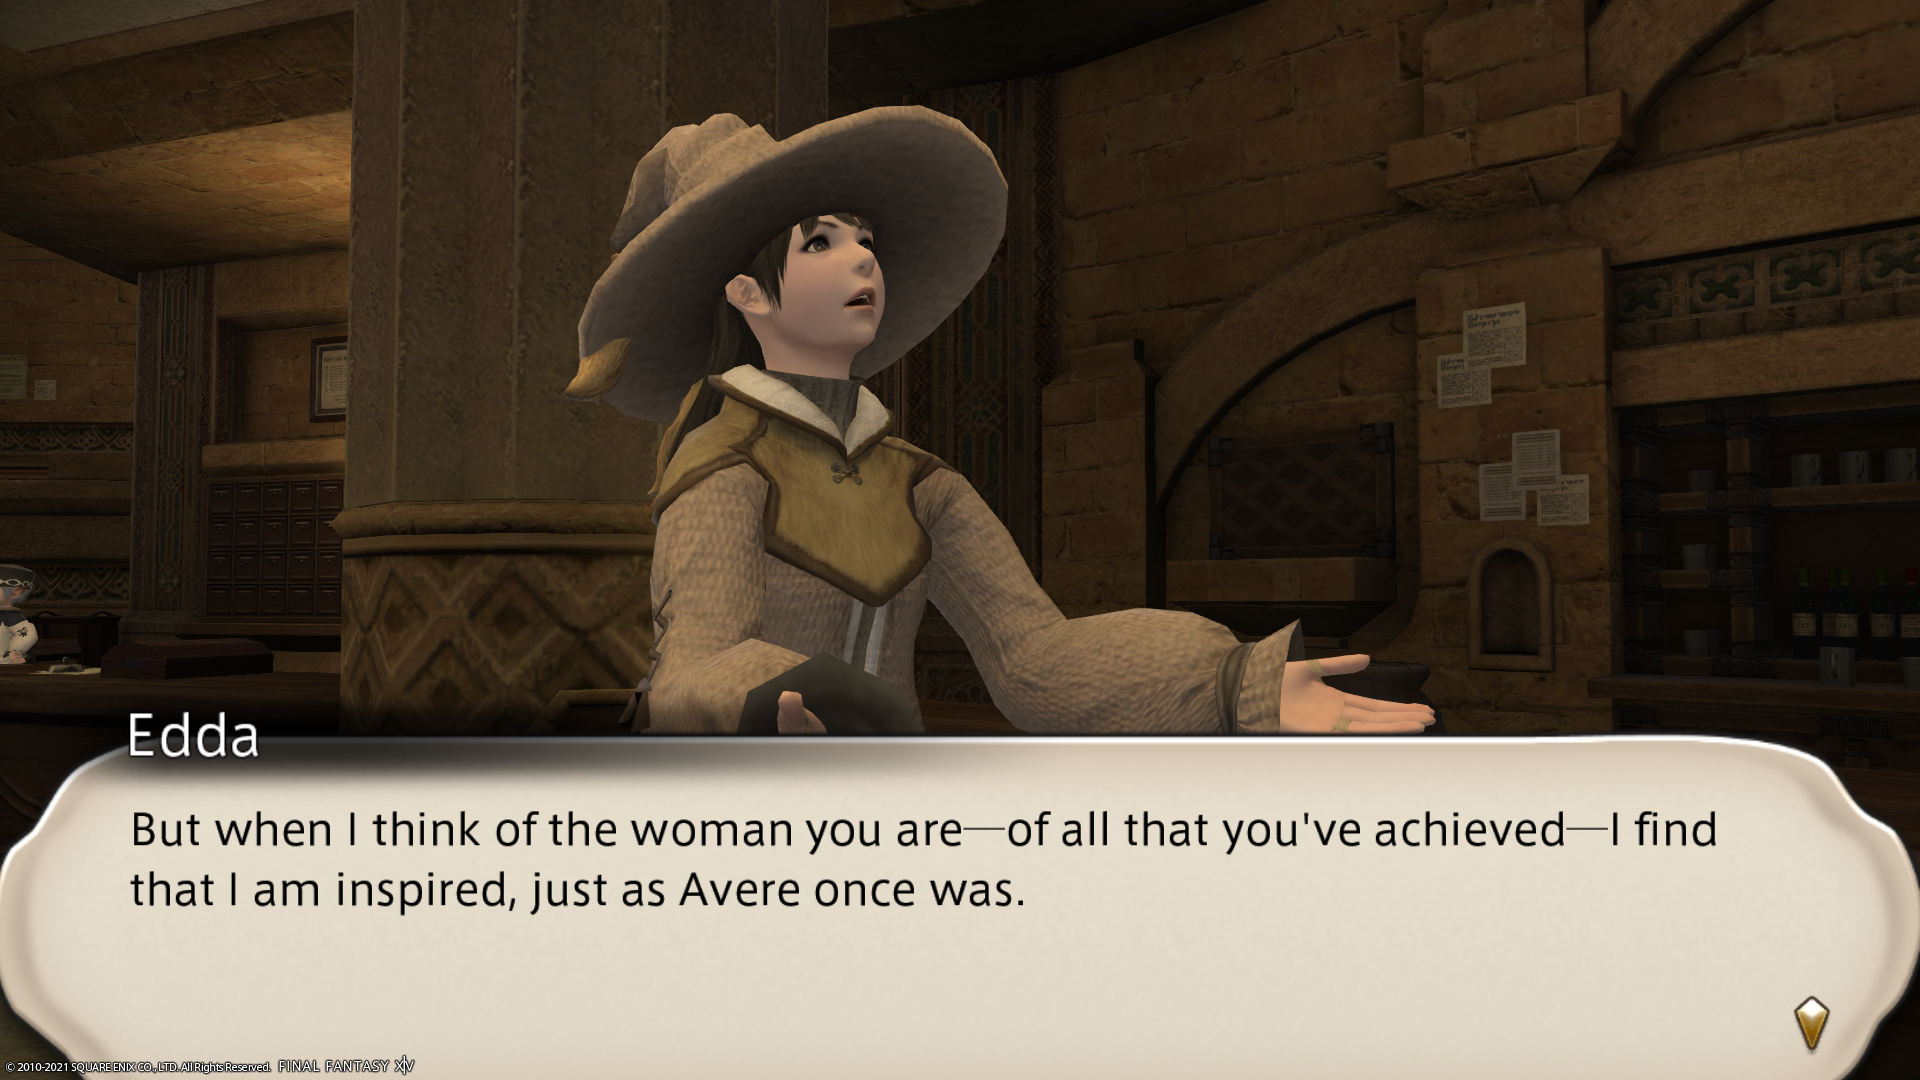 Edda
But when I think of the woman you are—of all that you've achieved—I find
that I am inspired, just as Avere once was.
© 2010-2021 SQUARE ENIX CO., LTD. All Rights Reserved. FINAL FANTASY XIV